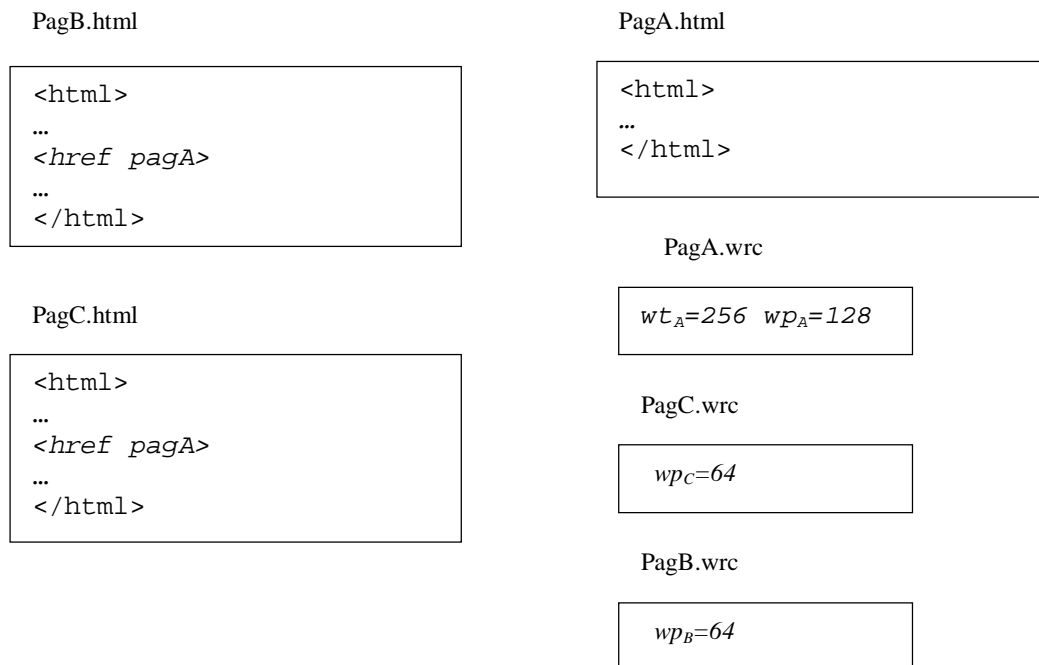 PagB.html
<html>
…
<href pagA>
…
</html>
PagC.html
<html>
…
<href pagA>
…
</html>
PagA.html
<html>
…
</html>
PagA.wrc
wtA=256 wpA=128
PagC.wrc
wpC=64
PagB.wrc
wpB=64